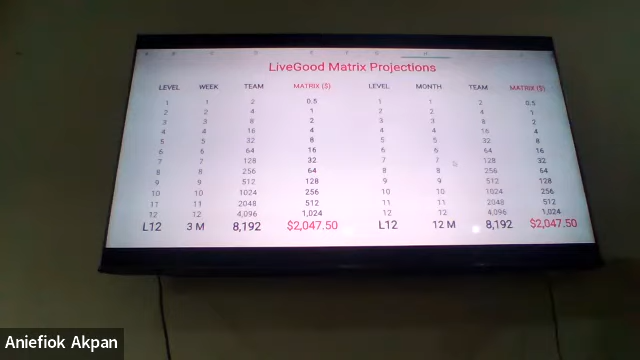 LiveGood Matrix Projections
LEVEL WEEK TEAM MATRIX ($) LEVEL MONTH TEAM MATRIX ($)
1 1 2 0.5 1 1 2 0.5
2 2 4 1 2 2 4 1
3 3 8 2 3 3 8 2
4 4 16 4 4 4 16 4
5 5 32 8 5 5 32 8
6 6 64 16 6 6 64 16
7 7 128 32 7 7 128 32
8 8 256 64 8 8 256 64
9 9 512 128 9 9 512 128
10 10 1024 256 10 10 1024 256
11 11 2048 512 11 11 2048 512
12 12 4,096 1,024 12 12 4,096 1,024
L12 3 M 8,192 $2,047.50 L12 12 M 8,192 $2,047.50
Aniefiok Akpan